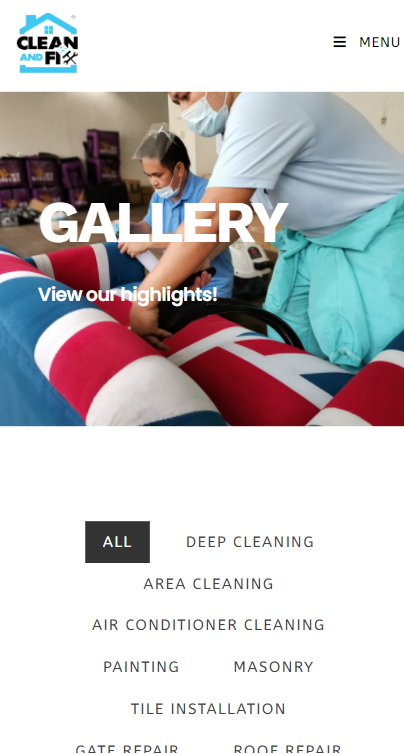 CLEAN
AND FIX
MENU
GALLERY
View our highlights!
ALL DEEP CLEANING
AREA CLEANING
AIR CONDITIONER CLEANING
PAINTING MASONRY
TILE INSTALLATION
GATE REPAIR ROOF REPAIR